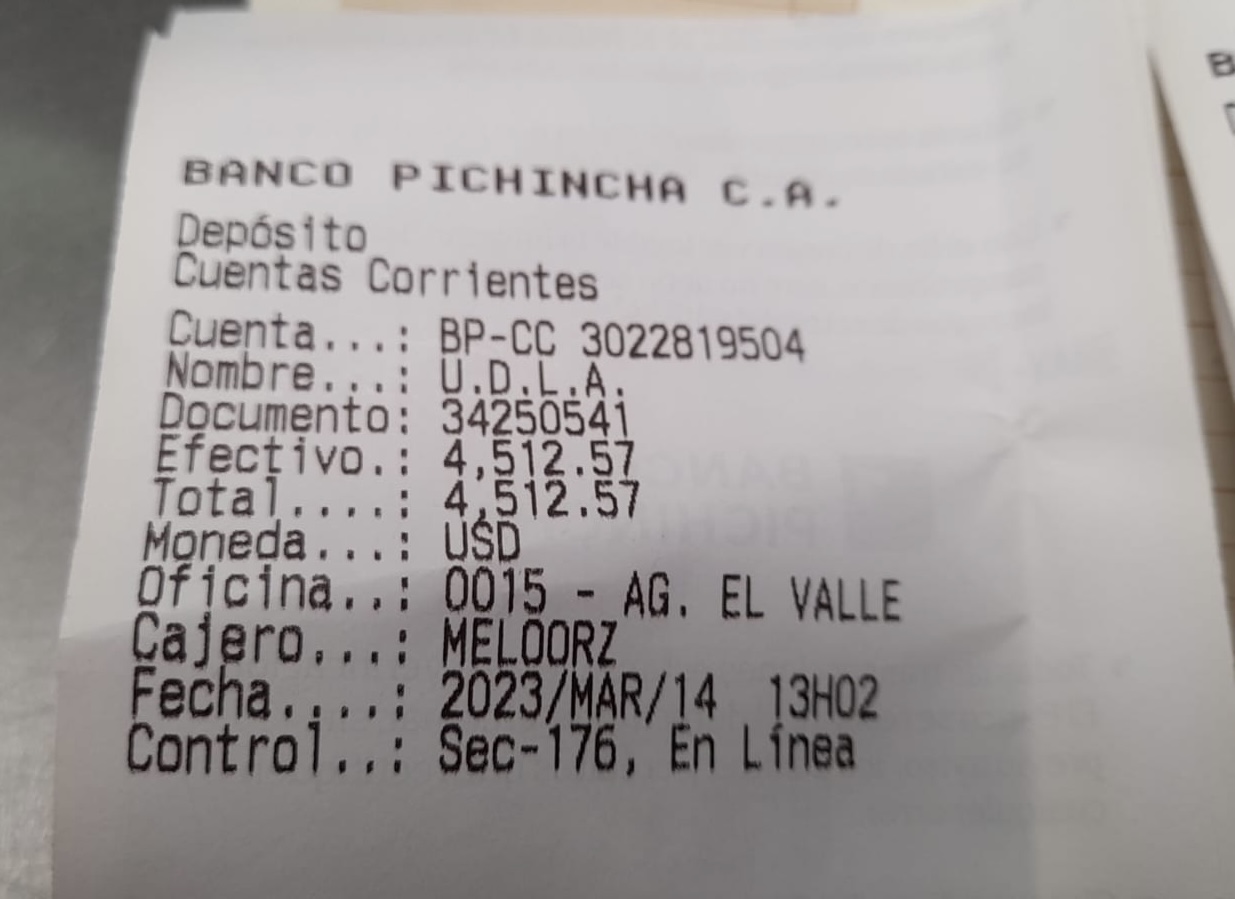 BANCO PICHINCHA C.A.
Depósito
Cuentas Corrientes
Cuenta...: BP-CC 3022819504
Nombre...: U.D.L.A.
Documento: 34250541
Efectivo.: 4,512.57
Total....: 4,512.57
Moneda...: USD
Oficina..: 0015 - AG. EL VALLE
Cajero...: MELOORZ
Fecha....: 2023/MAR/14 13H02
Control..: Sec-176, En Línea